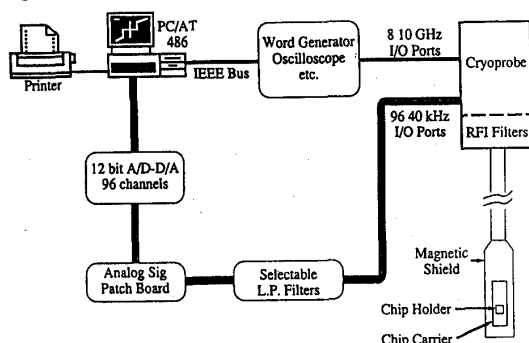 PC/AT
486
Printer
IEEE Bus
Word Generator
Oscilloscope
etc.
8 10 GHz
I/O Ports
Cryoprobe
96 40 kHz
I/O Ports
RFI Filters
12 bit A/D-D/A
96 channels
Analog Sig
Patch Board
Selectable
L.P. Filters
Magnetic
Shield
Chip Holder
Chip Carrier